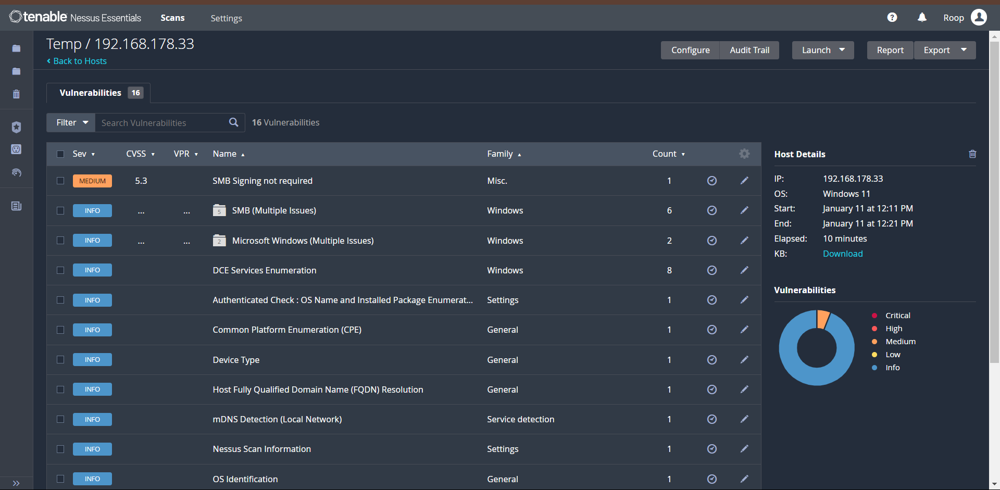 tenable Nessus Essentials Scans Settings ? Roop
Temp / 192.168.178.33
Back to Hosts
Configure Audit Trail Launch Report Export
Vulnerabilities 16
Filter Search Vulnerabilities 16 Vulnerabilities
Sev CVSS VPR Name Family Count
MEDIUM 5.3 SMB Signing not required Misc. 1
INFO ... ... 5 SMB (Multiple Issues) Windows 6
INFO ... ... 2 Microsoft Windows (Multiple Issues) Windows 2
INFO DCE Services Enumeration Windows 8
INFO Authenticated Check : OS Name and Installed Package Enumerat... Settings 1
INFO Common Platform Enumeration (CPE) General 1
INFO Device Type General 1
INFO Host Fully Qualified Domain Name (FQDN) Resolution General 1
INFO mDNS Detection (Local Network) Service detection 1
INFO Nessus Scan Information Settings 1
INFO OS Identification General 1
Host Details
IP: 192.168.178.33
OS: Windows 11
Start: January 11 at 12:11 PM
End: January 11 at 12:21 PM
Elapsed: 10 minutes
KB: Download
Vulnerabilities
Critical
High
Medium
Low
Info